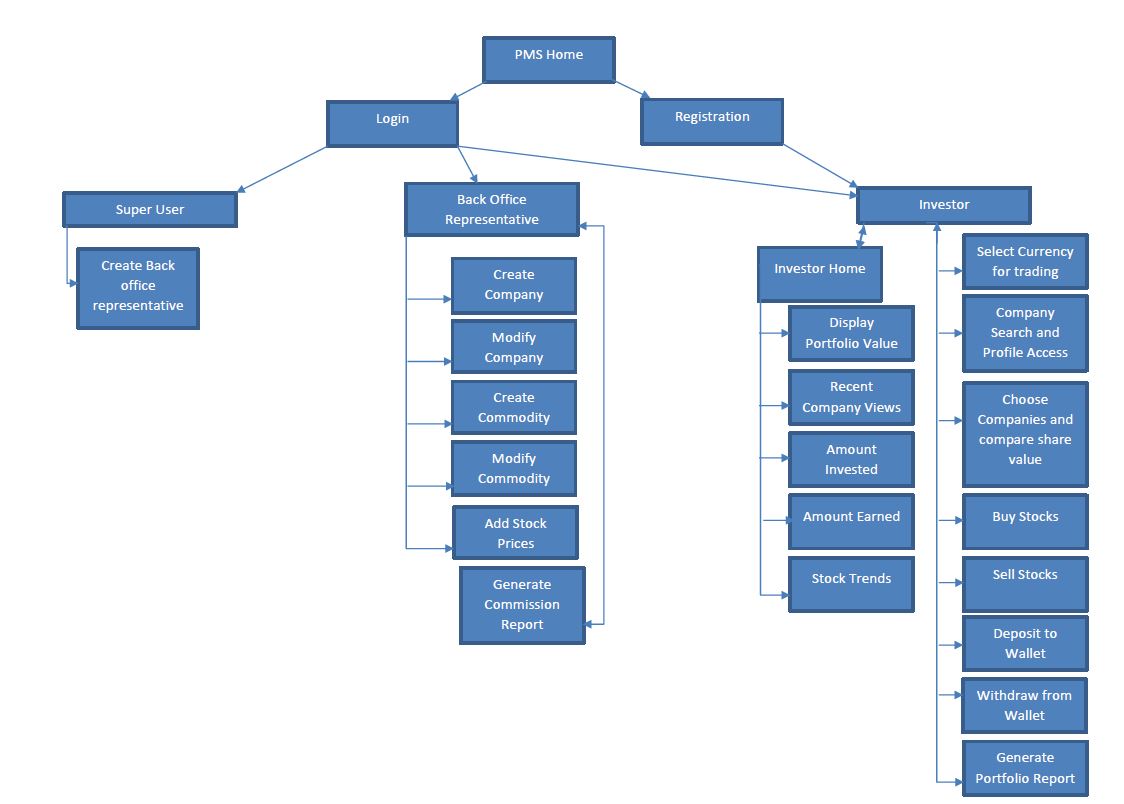 PMS Home
Login
Registration
Super User
Create Back
office
representative
Back Office
Representative
Create
Company
Modify
Company
Create
Commodity
Modify
Commodity
Add Stock
Prices
Generate
Commission
Report
Investor
Investor Home
Display
Portfolio Value
Recent
Company Views
Amount
Invested
Amount Earned
Stock Trends
Select Currency
for trading
Company
Search and
Profile Access
Choose
Companies and
compare share
value
Buy Stocks
Sell Stocks
Deposit to
Wallet
Withdraw from
Wallet
Generate
Portfolio Report